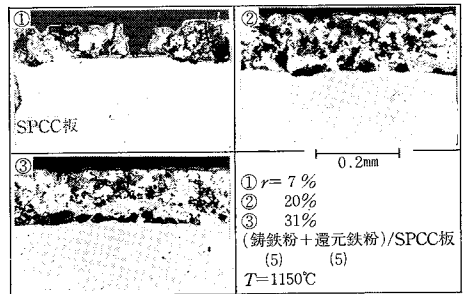 ①
SPCC板
②
③
0.2mm
① r= 7%
② 20%
③ 31%
(鋳鉄粉+還元鉄粉)/SPCC板
(5) (5)
T=1150℃